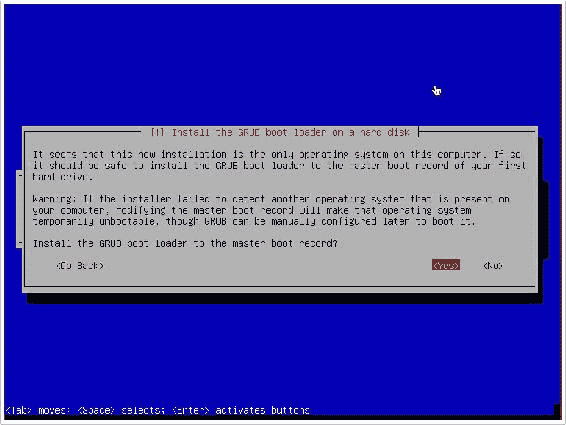 [!] Install the GRUB boot loader on a hard disk
It seems that this new installation is the only operating system on this computer. If so,
it should be safe to install the GRUB boot loader to the master boot record of your first
hard drive.
Warning: If the installer failed to detect another operating system that is present on
your computer, modifying the master boot record will make that operating system
temporarily unbootable, though GRUB can be manually configured later to boot it.
Install the GRUB boot loader to the master boot record?
<Go Back> <Yes> <No>
<Tab> moves; <Space> selects; <Enter> activates buttons